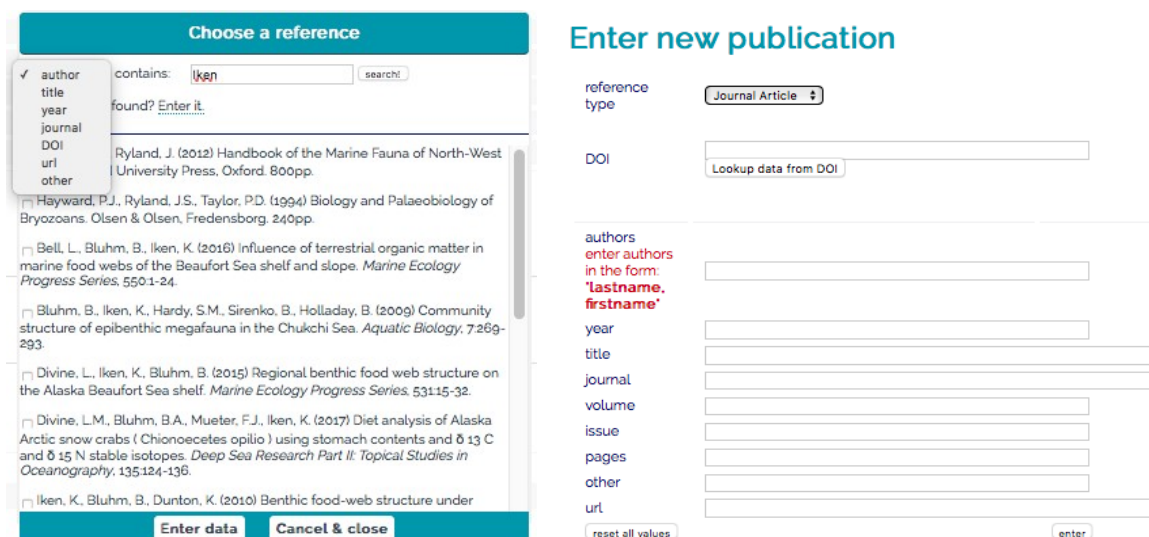 Choose a reference
✓ author
title
year
journal
DOI
url
other
contains:
Iken
search!
found? Enter it.
Ryland, J. (2012) Handbook of the Marine Fauna of North-West
University Press, Oxford. 800pp.
Hayward, P.J., Ryland, J.S., Taylor, P.D. (1994) Biology and Palaeobiology of
Bryozoans. Olsen & Olsen, Fredensborg. 240pp.
Bell, L., Bluhm, B., Iken, K. (2016) Influence of terrestrial organic matter in
marine food webs of the Beaufort Sea shelf and slope. Marine Ecology
Progress Series, 550:1-24.
Bluhm, B., Iken, K., Hardy, S.M., Sirenko, B., Holladay, B. (2009) Community
structure of epibenthic megafauna in the Chukchi Sea. Aquatic Biology, 7:269-
293.
Divine, L., Iken, K., Bluhm, B. (2015) Regional benthic food web structure on
the Alaska Beaufort Sea shelf. Marine Ecology Progress Series, 531:15-32.
Divine, L.M., Bluhm, B.A., Mueter, F.J., Iken, K. (2017) Diet analysis of Alaska
Arctic snow crabs ( Chionoecetes opilio ) using stomach contents and δ 13 C
and δ 15 N stable isotopes. Deep Sea Research Part II: Topical Studies in
Oceanography, 135:124-136.
Iken, K., Bluhm, B., Dunton, K. (2010) Benthic food-web structure under
Enter data
Cancel & close
Enter new publication
reference
type
Journal Article
DOI
Lookup data from DOI
authors
enter authors
in the form:
"lastname,
firstname"
year
title
journal
volume
issue
pages
other
url
reset all values
enter